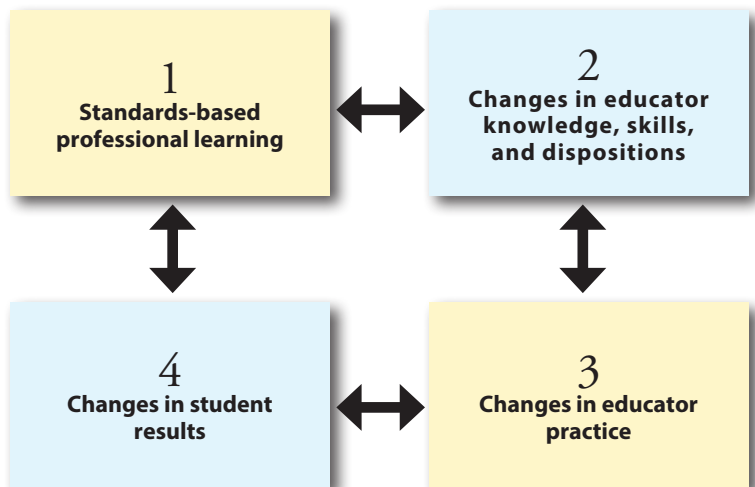 1
Standards-based
professional learning
2
Changes in educator
knowledge, skills,
and dispositions
4
Changes in student
results
3
Changes in educator
practice